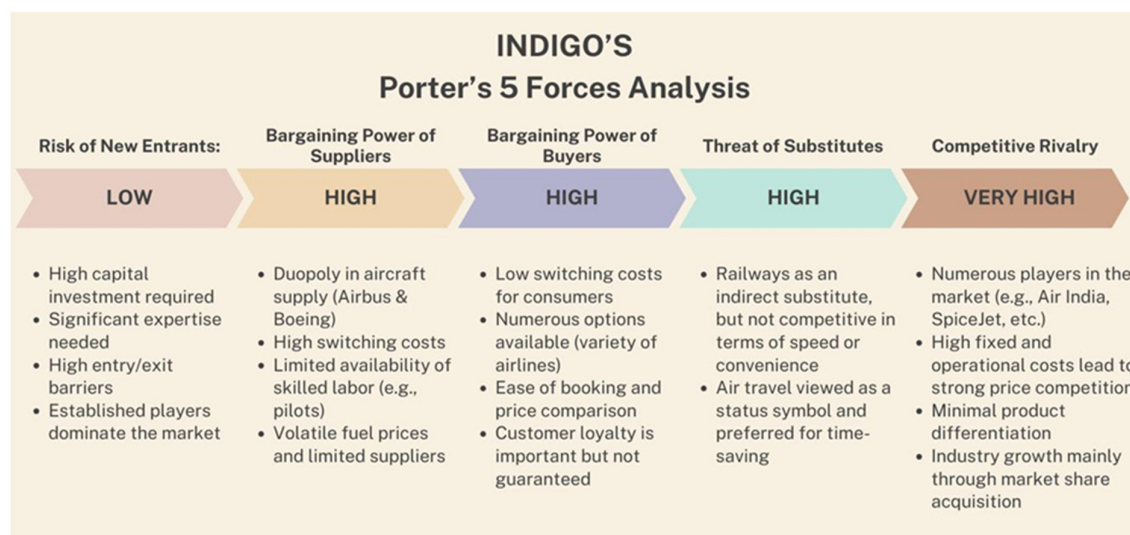 INDIGO'S
Porter's 5 Forces Analysis
Risk of New Entrants:
LOW
• High capital
investment required
• Significant expertise
needed
• High entry/exit
barriers
• Established players
dominate the market
Bargaining Power of
Suppliers
HIGH
• Duopoly in aircraft
supply (Airbus &
Boeing)
• High switching costs
• Limited availability of
skilled labor (e.g.,
pilots)
• Volatile fuel prices
and limited suppliers
Bargaining Power of
Buyers
HIGH
• Low switching costs
for consumers
• Numerous options
available (variety of
airlines)
• Ease of booking and
price comparison
• Customer loyalty is
important but not
guaranteed
Threat of Substitutes
HIGH
• Railways as an
indirect substitute,
but not competitive in
terms of speed or
convenience
• Air travel viewed as a
status symbol and
preferred for time-
saving
Competitive Rivalry
VERY HIGH
• Numerous players in the
market (e.g., Air India,
SpiceJet, etc.)
• High fixed and
operational costs lead to
strong price competition
• Minimal product
differentiation
• Industry growth mainly
through market share
acquisition